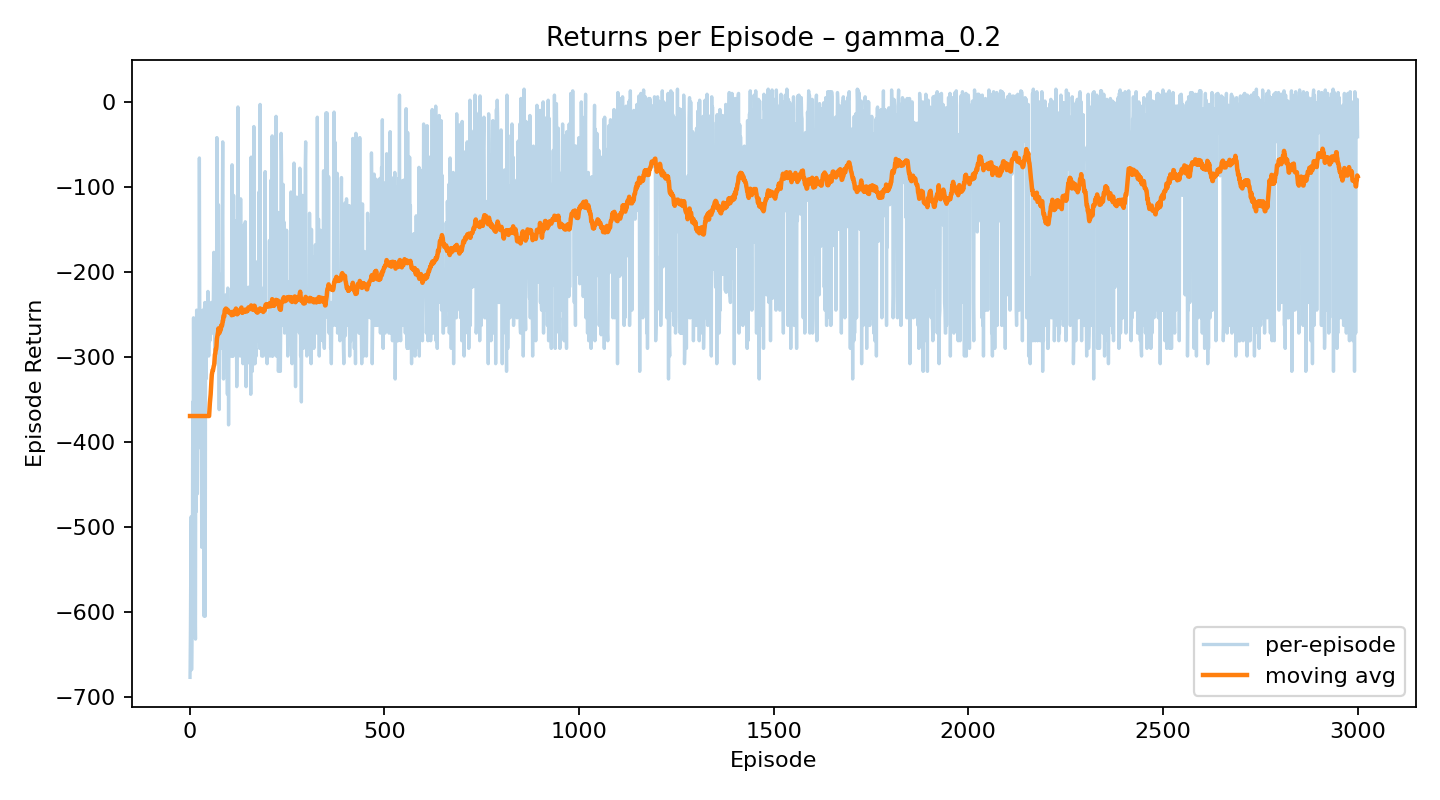 Returns per Episode – gamma_0.2
Episode Return
0
−100
−200
−300
−400
−500
−600
−700
0 500 1000 1500 2000 2500 3000
Episode
per-episode
moving avg